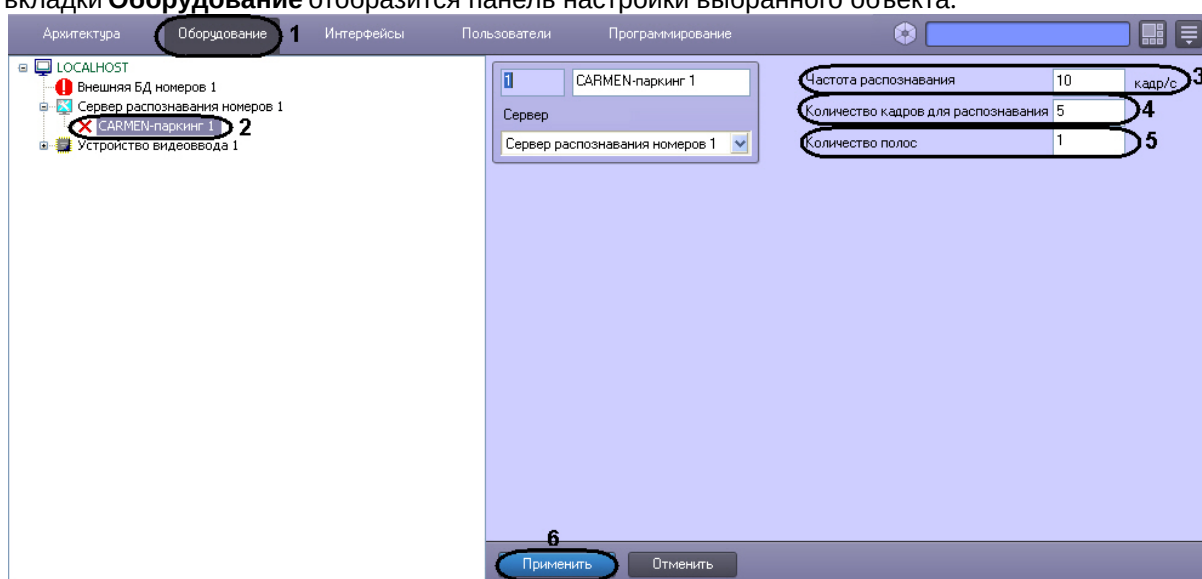 вкладки Оборудование отобразится панель настройки выбранного объекта.
Архитектура Оборудование 1 Интерфейсы Пользователи Программирование
LOCALHOST
Внешняя БД номеров 1
Сервер распознавания номеров 1
CARMEN-паркинг 1 2
Устройство видеоввода 1
1 CARMEN-паркинг 1
Сервер
Сервер распознавания номеров 1
Частота распознавания 10 кадр/с 3
Количество кадров для распознавания 5 4
Количество полос 1 5
6
Применить Отменить